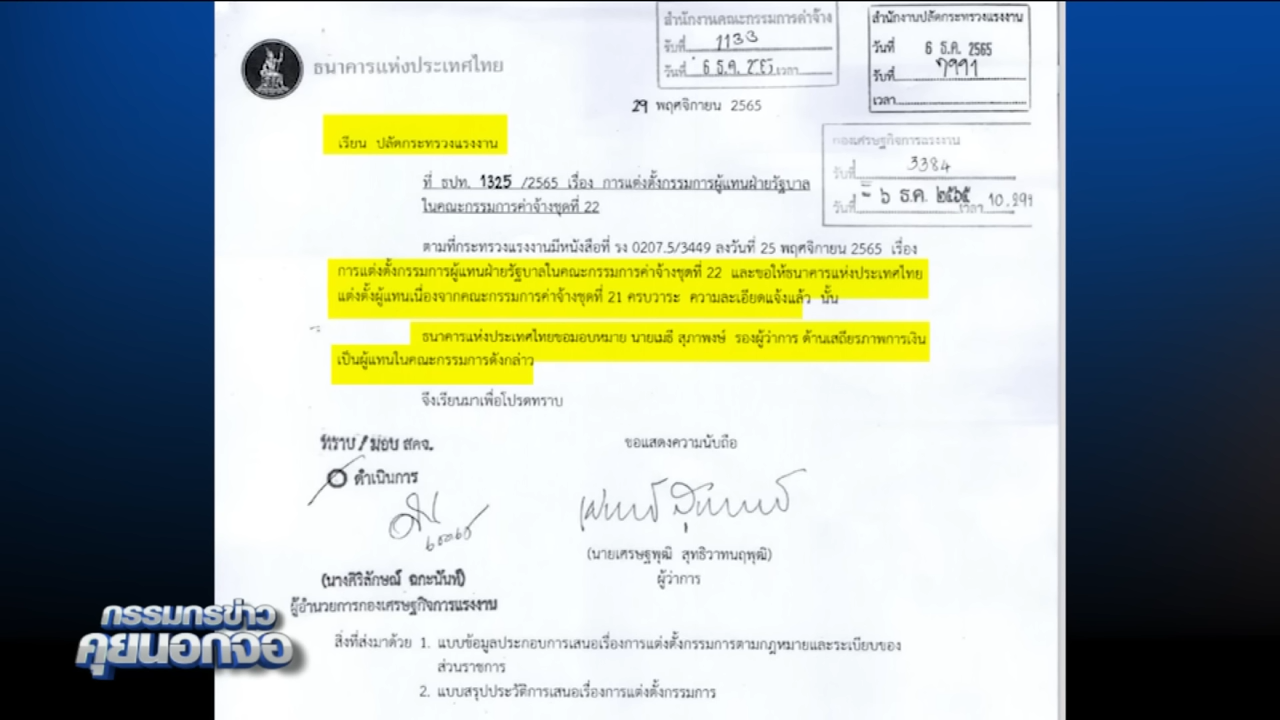 สำนักงานคณะกรรมการค่าจ้าง
รับที่ 1133
วันที่ 6 ธ.ค. 2565 เวลา
สำนักงานปลัดกระทรวงแรงงาน
วันที่ 6 ธ.ค. 2565
รับที่ 7991
เวลา
ธนาคารแห่งประเทศไทย
29 พฤศจิกายน 2565
กองเศรษฐกิจการแรงงาน
รับที่ 3384
วันที่ ๖ ธ.ค. ๒๕๖๕ เวลา
เรียน ปลัดกระทรวงแรงงาน
ที่ ธปท. 1325 /2565 เรื่อง การแต่งตั้งกรรมการผู้แทนฝ่ายรัฐบาล
ในคณะกรรมการค่าจ้างชุดที่ 22
ตามที่กระทรวงแรงงานมีหนังสือที่ รง 0207.5/3449 ลงวันที่ 25 พฤศจิกายน 2565 เรื่อง
การแต่งตั้งกรรมการผู้แทนฝ่ายรัฐบาลในคณะกรรมการค่าจ้างชุดที่ 22 และขอให้ธนาคารแห่งประเทศไทย
แต่งตั้งผู้แทนเนื่องจากคณะกรรมการค่าจ้างชุดที่ 21 ครบวาระ ความละเอียดแจ้งแล้ว นั้น
ธนาคารแห่งประเทศไทยขอมอบหมาย นายเมธี สุภาพงษ์ รองผู้ว่าการ ด้านเสถียรภาพการเงิน
เป็นผู้แทนในคณะกรรมการดังกล่าว
จึงเรียนมาเพื่อโปรดทราบ
ทราบ/มอบ สคจ.
ดำเนินการ
ขอแสดงความนับถือ
(นายเศรษฐพุฒิ สุทธิวาทนฤพุฒิ)
ผู้ว่าการ
(นางศิริลักษณ์ ฉกะนันท์)
ผู้อำนวยการกองเศรษฐกิจการแรงงาน
สิ่งที่ส่งมาด้วย 1. แบบข้อมูลประกอบการเสนอเรื่องการแต่งตั้งกรรมการตามกฎหมายและระเบียบของ
ส่วนราชการ
2. แบบสรุปประวัติการเสนอเรื่องการแต่งตั้งกรรมการ
กรรมกรข่าว
คุยนอกจอ